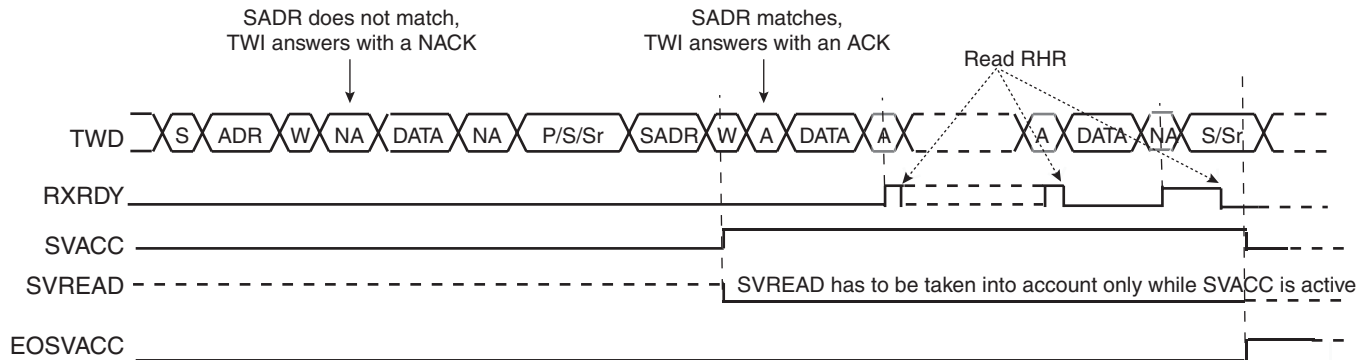 SADR does not match,
TWI answers with a NACK
SADR matches,
TWI answers with an ACK
Read RHR
TWD S ADR W NA DATA NA P/S/Sr SADR W A DATA A A DATA NA S/Sr
RXRDY
SVACC
SVREAD SVREAD has to be taken into account only while SVACC is active
EOSVACC